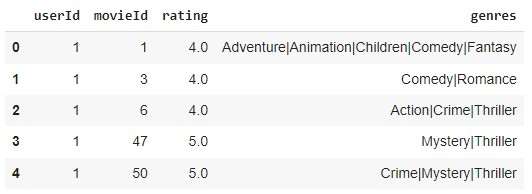 userId movieId rating genres
0 1 1 4.0 Adventure|Animation|Children|Comedy|Fantasy
1 1 3 4.0 Comedy|Romance
2 1 6 4.0 Action|Crime|Thriller
3 1 47 5.0 Mystery|Thriller
4 1 50 5.0 Crime|Mystery|Thriller